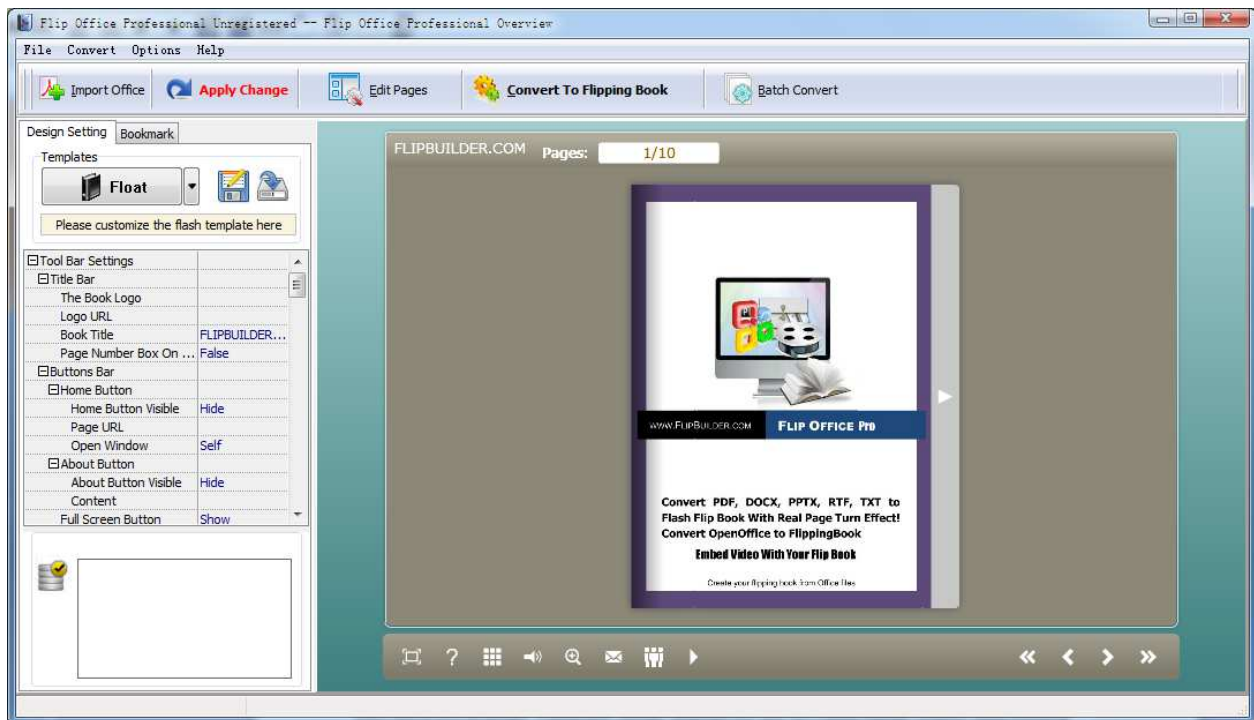 Flip Office Professional Unregistered -- Flip Office Professional Overview
File Convert Options Help
Import Office Apply Change Edit Pages Convert To Flipping Book Batch Convert
Design Setting Bookmark
Templates
Float
Please customize the flash template here
Tool Bar Settings
Title Bar
The Book Logo
Logo URL
Book Title FLIPBUILDER...
Page Number Box On ... False
Buttons Bar
Home Button
Home Button Visible Hide
Page URL
Open Window Self
About Button
About Button Visible Hide
Content
Full Screen Button Show
FLIPBUILDER.COM Pages: 1/10
www.FlipBuilder.com Flip Office Pro
Convert PDF, DOCX, PPTX, RTF, TXT to
Flash Flip Book With Real Page Turn Effect!
Convert OpenOffice to FlippingBook
Embed Video With Your Flip Book
Create your flipping book from Office files